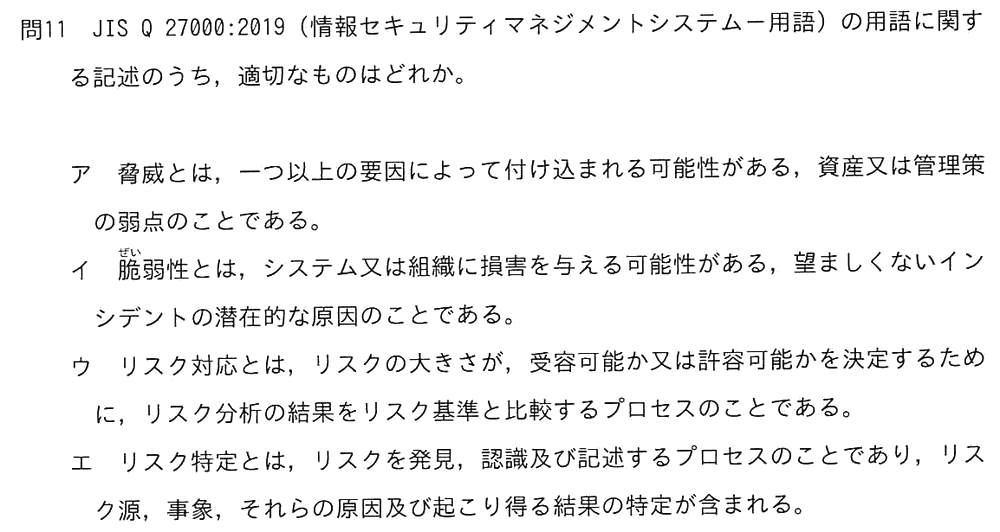 問11 JIS Q 27000:2019（情報セキュリティマネジメントシステム－用語）の用語に関す
る記述のうち，適切なものはどれか。
ア 脅威とは，一つ以上の要因によって付け込まれる可能性がある，資産又は管理策
の弱点のことである。
ぜい
イ 脆弱性とは，システム又は組織に損害を与える可能性がある，望ましくないイン
シデントの潜在的な原因のことである。
ウ リスク対応とは，リスクの大きさが，受容可能か又は許容可能かを決定するため
に，リスク分析の結果をリスク基準と比較するプロセスのことである。
エ リスク特定とは，リスクを発見，認識及び記述するプロセスのことであり，リス
ク源，事象，それらの原因及び起こり得る結果の特定が含まれる。